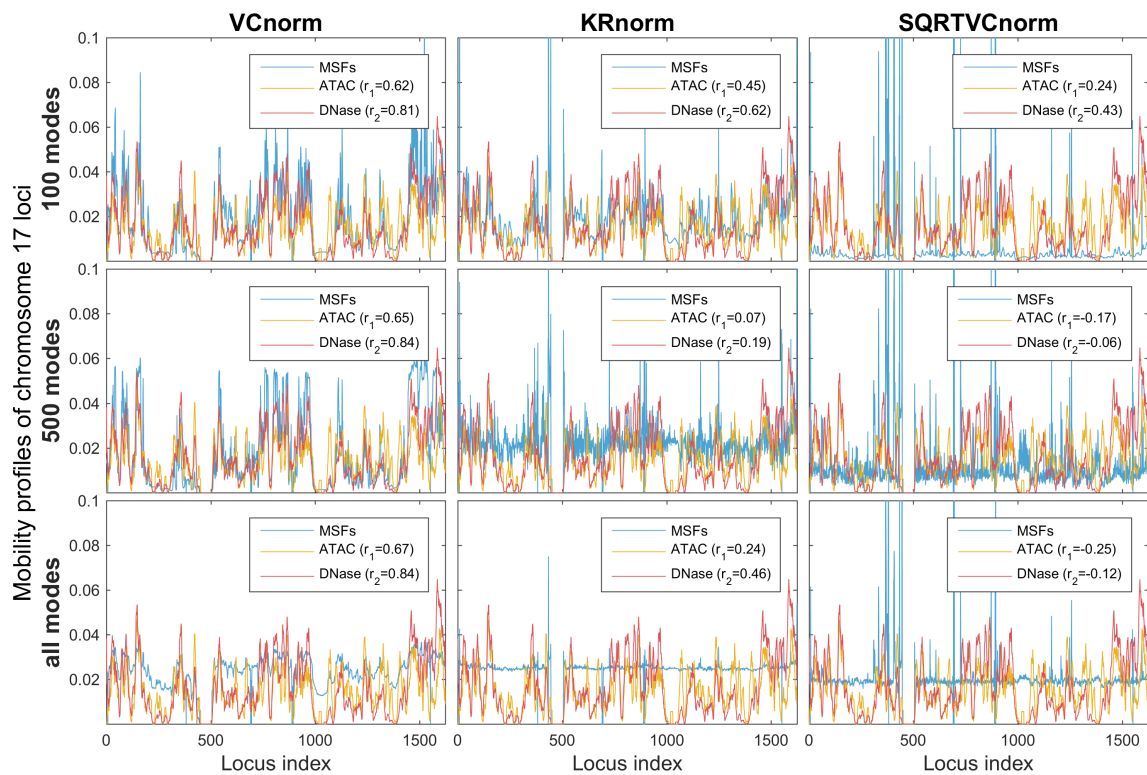 VCnorm
KRnorm
SQRTVCnorm
Mobility profiles of chromosome 17 loci
100 modes
0.1
0.08
0.06
0.04
0.02
MSFs
ATAC (r1=0.62)
DNase (r2=0.81)
MSFs
ATAC (r1=0.45)
DNase (r2=0.62)
MSFs
ATAC (r1=0.24)
DNase (r2=0.43)
500 modes
0.1
0.08
0.06
0.04
0.02
MSFs
ATAC (r1=0.65)
DNase (r2=0.84)
MSFs
ATAC (r1=0.07)
DNase (r2=0.19)
MSFs
ATAC (r1=-0.17)
DNase (r2=-0.06)
all modes
0.1
0.08
0.06
0.04
0.02
MSFs
ATAC (r1=0.67)
DNase (r2=0.84)
MSFs
ATAC (r1=0.24)
DNase (r2=0.46)
MSFs
ATAC (r1=-0.25)
DNase (r2=-0.12)
0 500 1000 1500
0 500 1000 1500
0 500 1000 1500
Locus index
Locus index
Locus index